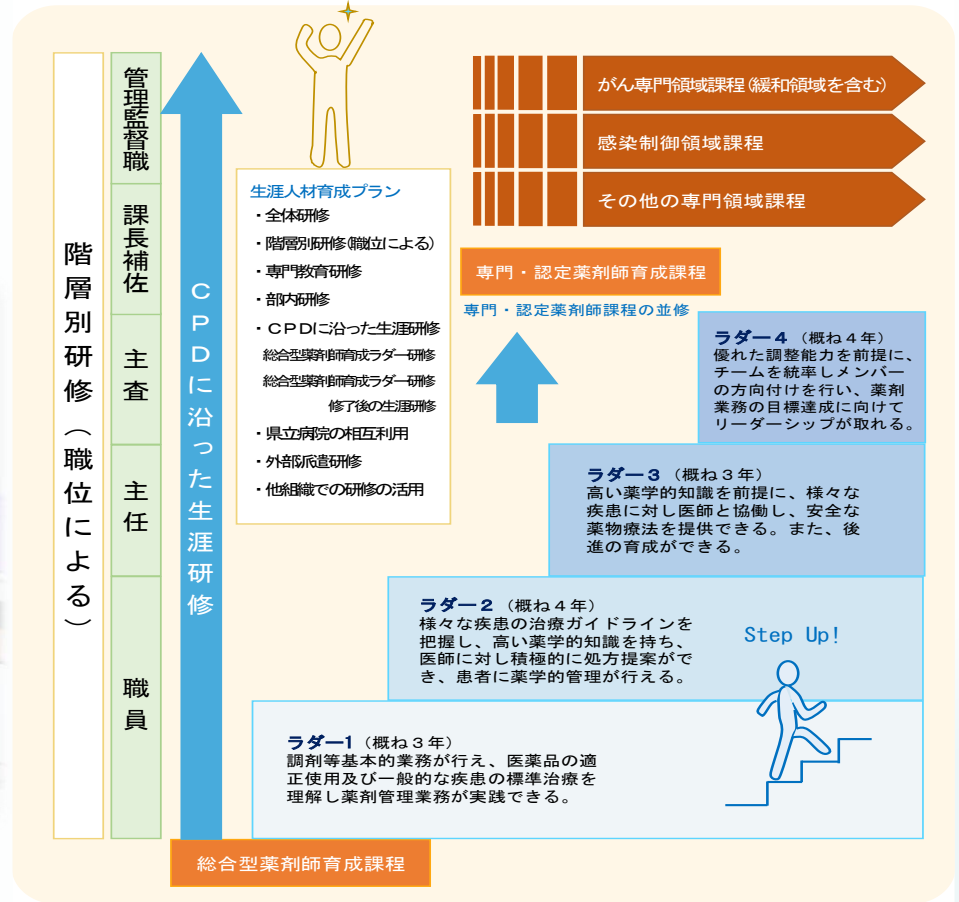 階層別研修（職位による）
管理監督職
課長補佐
主査
主任
職員
CPDに沿った生涯研修
生涯人材育成プラン
・全体研修
・階層別研修(職位による)
・専門教育研修
・部内研修
・ＣＰＤに沿った生涯研修
総合型薬剤師育成ラダー研修
総合型薬剤師育成ラダー研修
修了後の生涯研修
・県立病院の相互利用
・外部派遣研修
・他組織での研修の活用
がん専門領域課程(緩和領域を含む)
感染制御領域課程
その他の専門領域課程
専門・認定薬剤師育成課程
専門・認定薬剤師課程の並修
ラダー４（概ね４年）
優れた調整能力を前提に、
チームを統率しメンバー
の方向付けを行い、薬剤
業務の目標達成に向けて
リーダーシップが取れる。
ラダー３（概ね３年）
高い薬学的知識を前提に、様々な
疾患に対し医師と協働し、安全な
薬物療法を提供できる。また、後
進の育成ができる。
ラダー２（概ね４年）
様々な疾患の治療ガイドラインを
把握し、高い薬学的知識を持ち、
医師に対し積極的に処方提案がで
き、患者に薬学的管理が行える。
Step Up!
ラダー1（概ね３年）
調剤等基本的業務が行え、医薬品の適
正使用及び一般的な疾患の標準治療を
理解し薬剤管理業務が実践できる。
総合型薬剤師育成課程